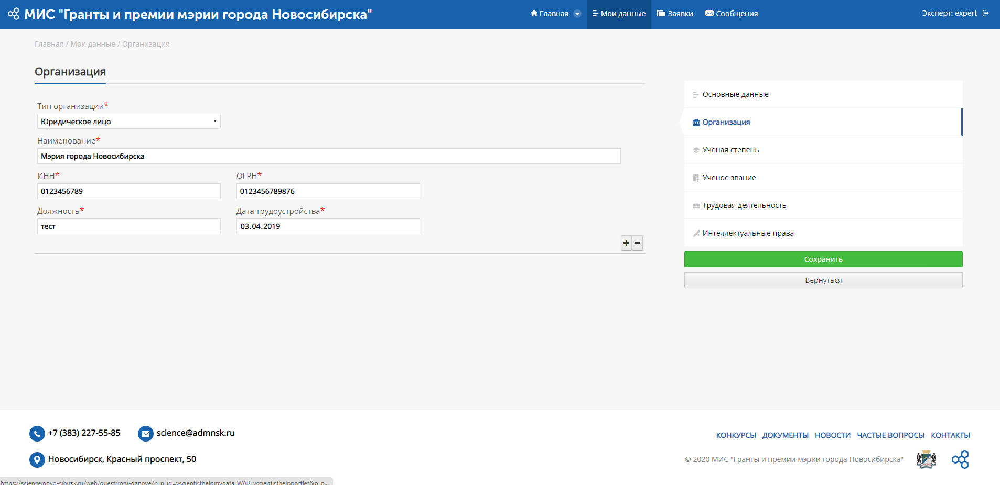 МИС "Гранты и премии мэрии города Новосибирска"
Главная
Мои данные
Заявки
Сообщения
Эксперт: expert
Главная / Мои данные / Организация
Организация
Тип организации*
Юридическое лицо
Наименование*
Мэрия города Новосибирска
ИНН*
ОГРН*
0123456789
0123456789876
Должность*
Дата трудоустройства*
тест
03.04.2019
Основные данные
Организация
Ученая степень
Ученое звание
Трудовая деятельность
Интеллектуальные права
Сохранить
Вернуться
+7 (383) 227-55-85
science@admnsk.ru
Новосибирск, Красный проспект, 50
КОНКУРСЫ
ДОКУМЕНТЫ
НОВОСТИ
ЧАСТЫЕ ВОПРОСЫ
КОНТАКТЫ
© 2020 МИС "Гранты и премии мэрии города Новосибирска"
https://science.novo-sibirsk.ru/web/guest/moi-dannye?p_p_id=yscientisthelpmydata_WAR_yscientisthelpportlet&p_p...